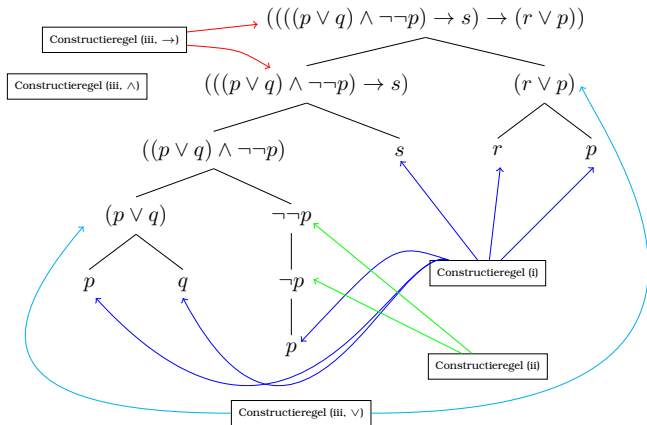 ((((p ∨ q) ∧ ¬¬p) → s) → (r ∨ p))
Constructieregel (iii, →)
(((p ∨ q) ∧ ¬¬p) → s)
(r ∨ p)
Constructieregel (iii, ∧)
((p ∨ q) ∧ ¬¬p)
s
r
p
(p ∨ q)
¬¬p
p
q
¬p
Constructieregel (i)
p
Constructieregel (ii)
Constructieregel (iii, ∨)